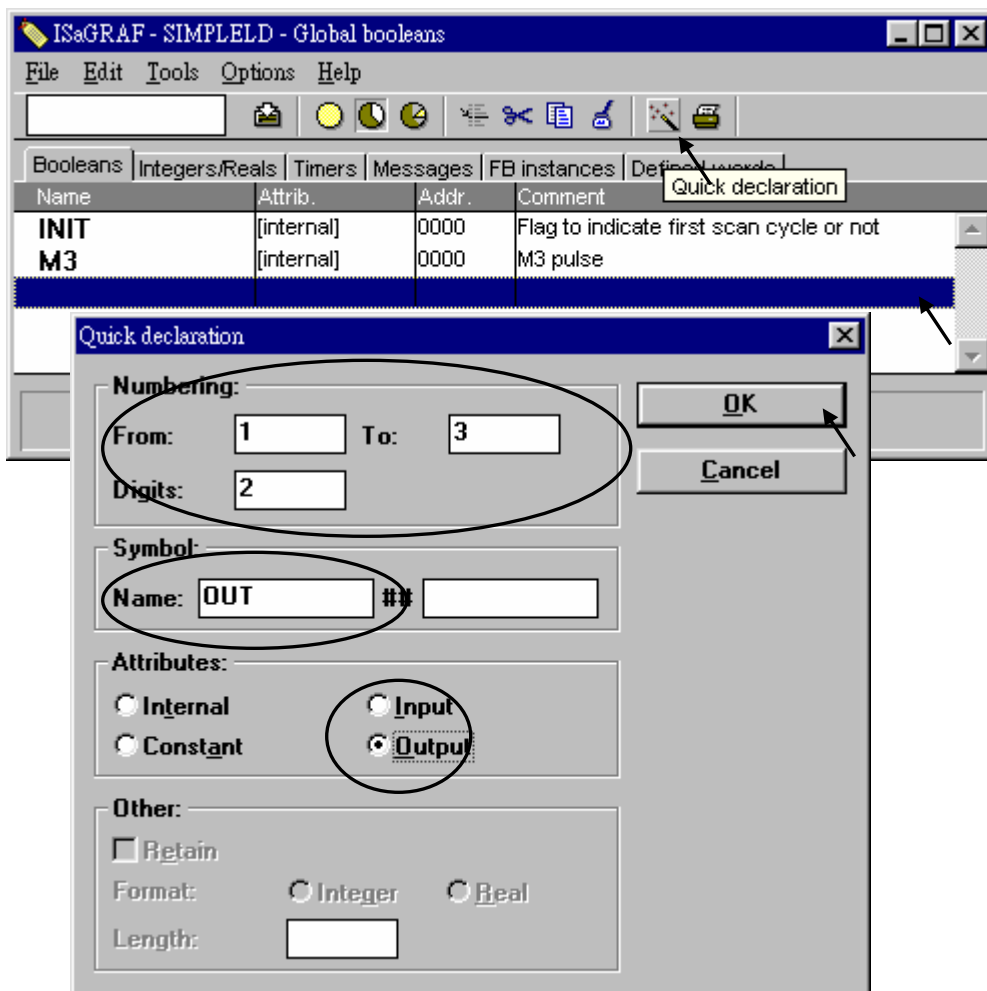 ISaGRAF - SIMPLELD - Global booleans
File Edit Tools Options Help
Booleans Integers/Reals Timers Messages FB instances Defined words
Quick declaration
Name Attrib. Addr. Comment
INIT [internal] 0000 Flag to indicate first scan cycle or not
M3 [internal] 0000 M3 pulse
Quick declaration
Numbering:
From: 1 To: 3
Digits: 2
OK
Cancel
Symbol:
Name: OUT ##
Attributes:
Internal Input
Constant Output
Other:
Retain
Format: Integer Real
Length: